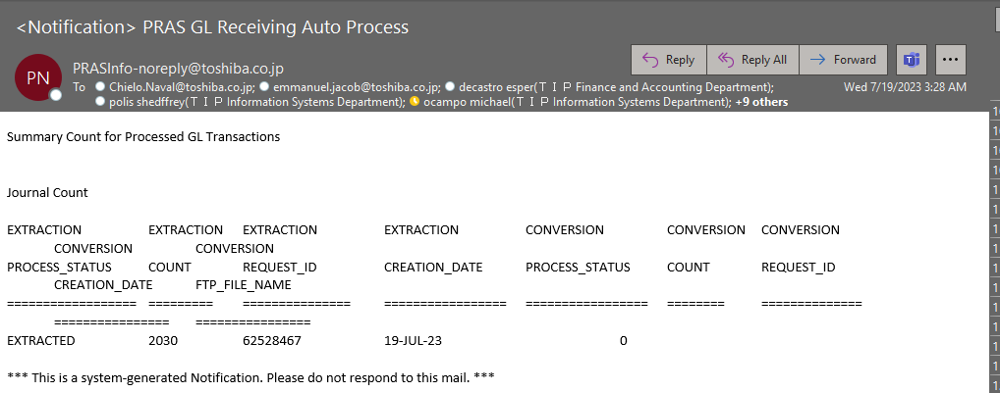 <Notification> PRAS GL Receiving Auto Process
PN
PRASInfo-noreply@toshiba.co.jp
Reply
Reply All
Forward
To Chielo.Naval@toshiba.co.jp; emmanuel.jacob@toshiba.co.jp; decastro esper(ＴＩＰ Finance and Accounting Department);
Wed 7/19/2023 3:28 AM
polis shedffrey(ＴＩＰ Information Systems Department); ocampo michael(ＴＩＰ Information Systems Department); +9 others
Summary Count for Processed GL Transactions
Journal Count
EXTRACTION EXTRACTION EXTRACTION EXTRACTION CONVERSION CONVERSION CONVERSION
CONVERSION CONVERSION
PROCESS_STATUS COUNT REQUEST_ID CREATION_DATE PROCESS_STATUS COUNT REQUEST_ID
CREATION_DATE FTP_FILE_NAME
================== ========= =============== ================= ================= ======== ==============
================ ================
EXTRACTED 2030 62528467 19-JUL-23 0
*** This is a system-generated Notification. Please do not respond to this mail. ***